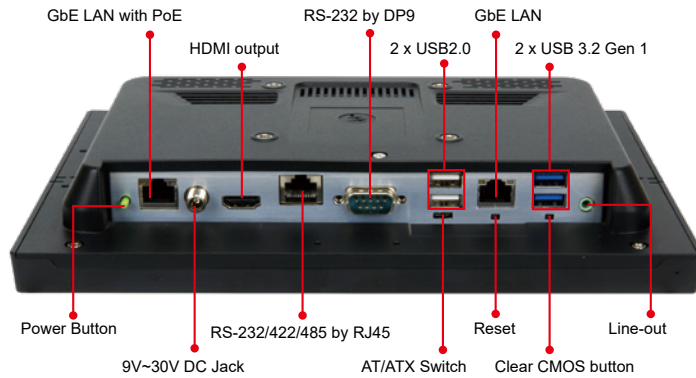 GbE LAN with PoE
RS-232 by DP9
GbE LAN
HDMI output
2 x USB2.0
2 x USB 3.2 Gen 1
Power Button
RS-232/422/485 by RJ45
Reset
Line-out
9V~30V DC Jack
AT/ATX Switch
Clear CMOS button